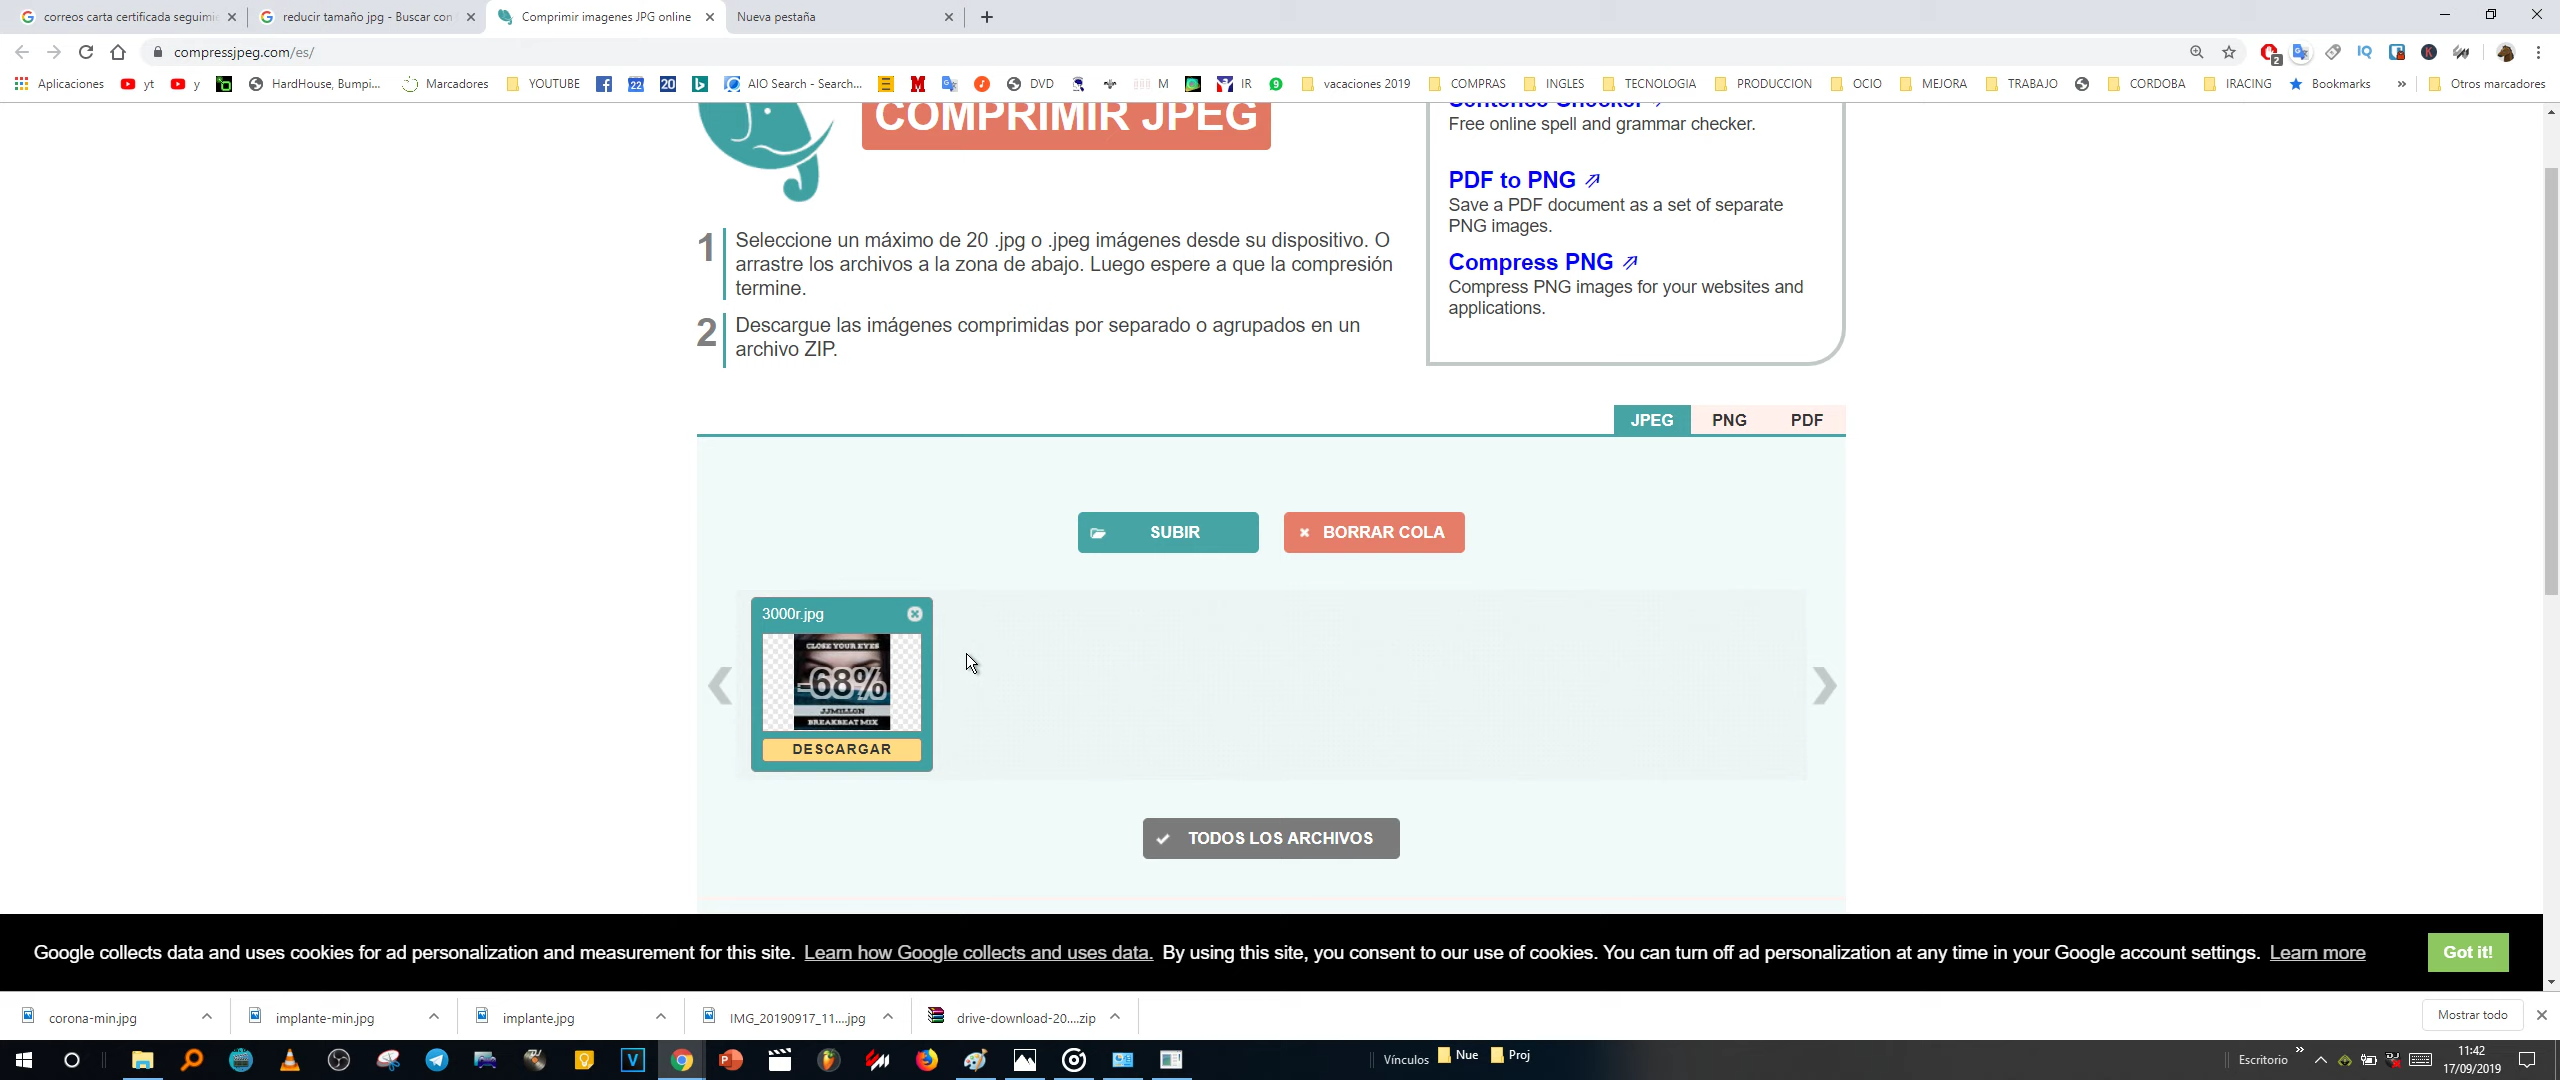 correos carta certificada seguimi
reducir tamaño jpg - Buscar con
Comprimir imagenes JPG online
Nueva pestaña
compressjpeg.com/es/
2
Aplicaciones
yt
y
HardHouse, Bumpi...
Marcadores
YOUTUBE
22
20
AIO Search - Search...
DVD
M
IR
9
vacaciones 2019
COMPRAS
INGLES
TECNOLOGIA
PRODUCCION
OCIO
MEJORA
TRABAJO
CORDOBA
IRACING
Bookmarks
»
Otros marcadores
COMPRIMIR JPEG
Sentence Checker
Free online spell and grammar checker.
PDF to PNG
Save a PDF document as a set of separate
PNG images.
Compress PNG
Compress PNG images for your websites and
applications.
1
Seleccione un máximo de 20 .jpg o .jpeg imágenes desde su dispositivo. O
arrastre los archivos a la zona de abajo. Luego espere a que la compresión
termine.
2
Descargue las imágenes comprimidas por separado o agrupados en un
archivo ZIP.
JPEG
PNG
PDF
SUBIR
BORRAR COLA
3000r.jpg
CLOSE YOUR EYES
-68%
JJMILLON
BREAKBEAT MIX
DESCARGAR
TODOS LOS ARCHIVOS
Google collects data and uses cookies for ad personalization and measurement for this site. Learn how Google collects and uses data. By using this site, you consent to our use of cookies. You can turn off ad personalization at any time in your Google account settings. Learn more
Got it!
corona-min.jpg
implante-min.jpg
implante.jpg
IMG_20190917_11....jpg
drive-download-20....zip
Mostrar todo
Vínculos
Nue
Proj
Escritorio
»
11:42
17/09/2019